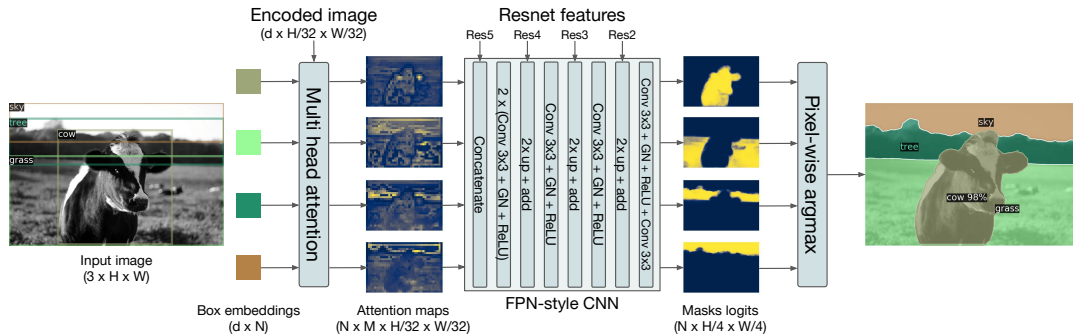 Encoded image
(d x H/32 x W/32)
Resnet features
Res5
Res4
Res3
Res2
sky
tree
cow
grass
Input image
(3 x H x W)
Box embeddings
(d x N)
Multi head attention
Attention maps
(N x M x H/32 x W/32)
Concatenate
2 x (Conv 3x3 + GN + ReLU)
2x up + add
Conv 3x3 + GN + ReLU
2x up + add
Conv 3x3 + GN + ReLU
2x up + add
Conv 3x3 + GN + ReLU + Conv 3x3
FPN-style CNN
Masks logits
(N x H/4 x W/4)
Pixel-wise argmax
sky
tree
cow 98%
grass